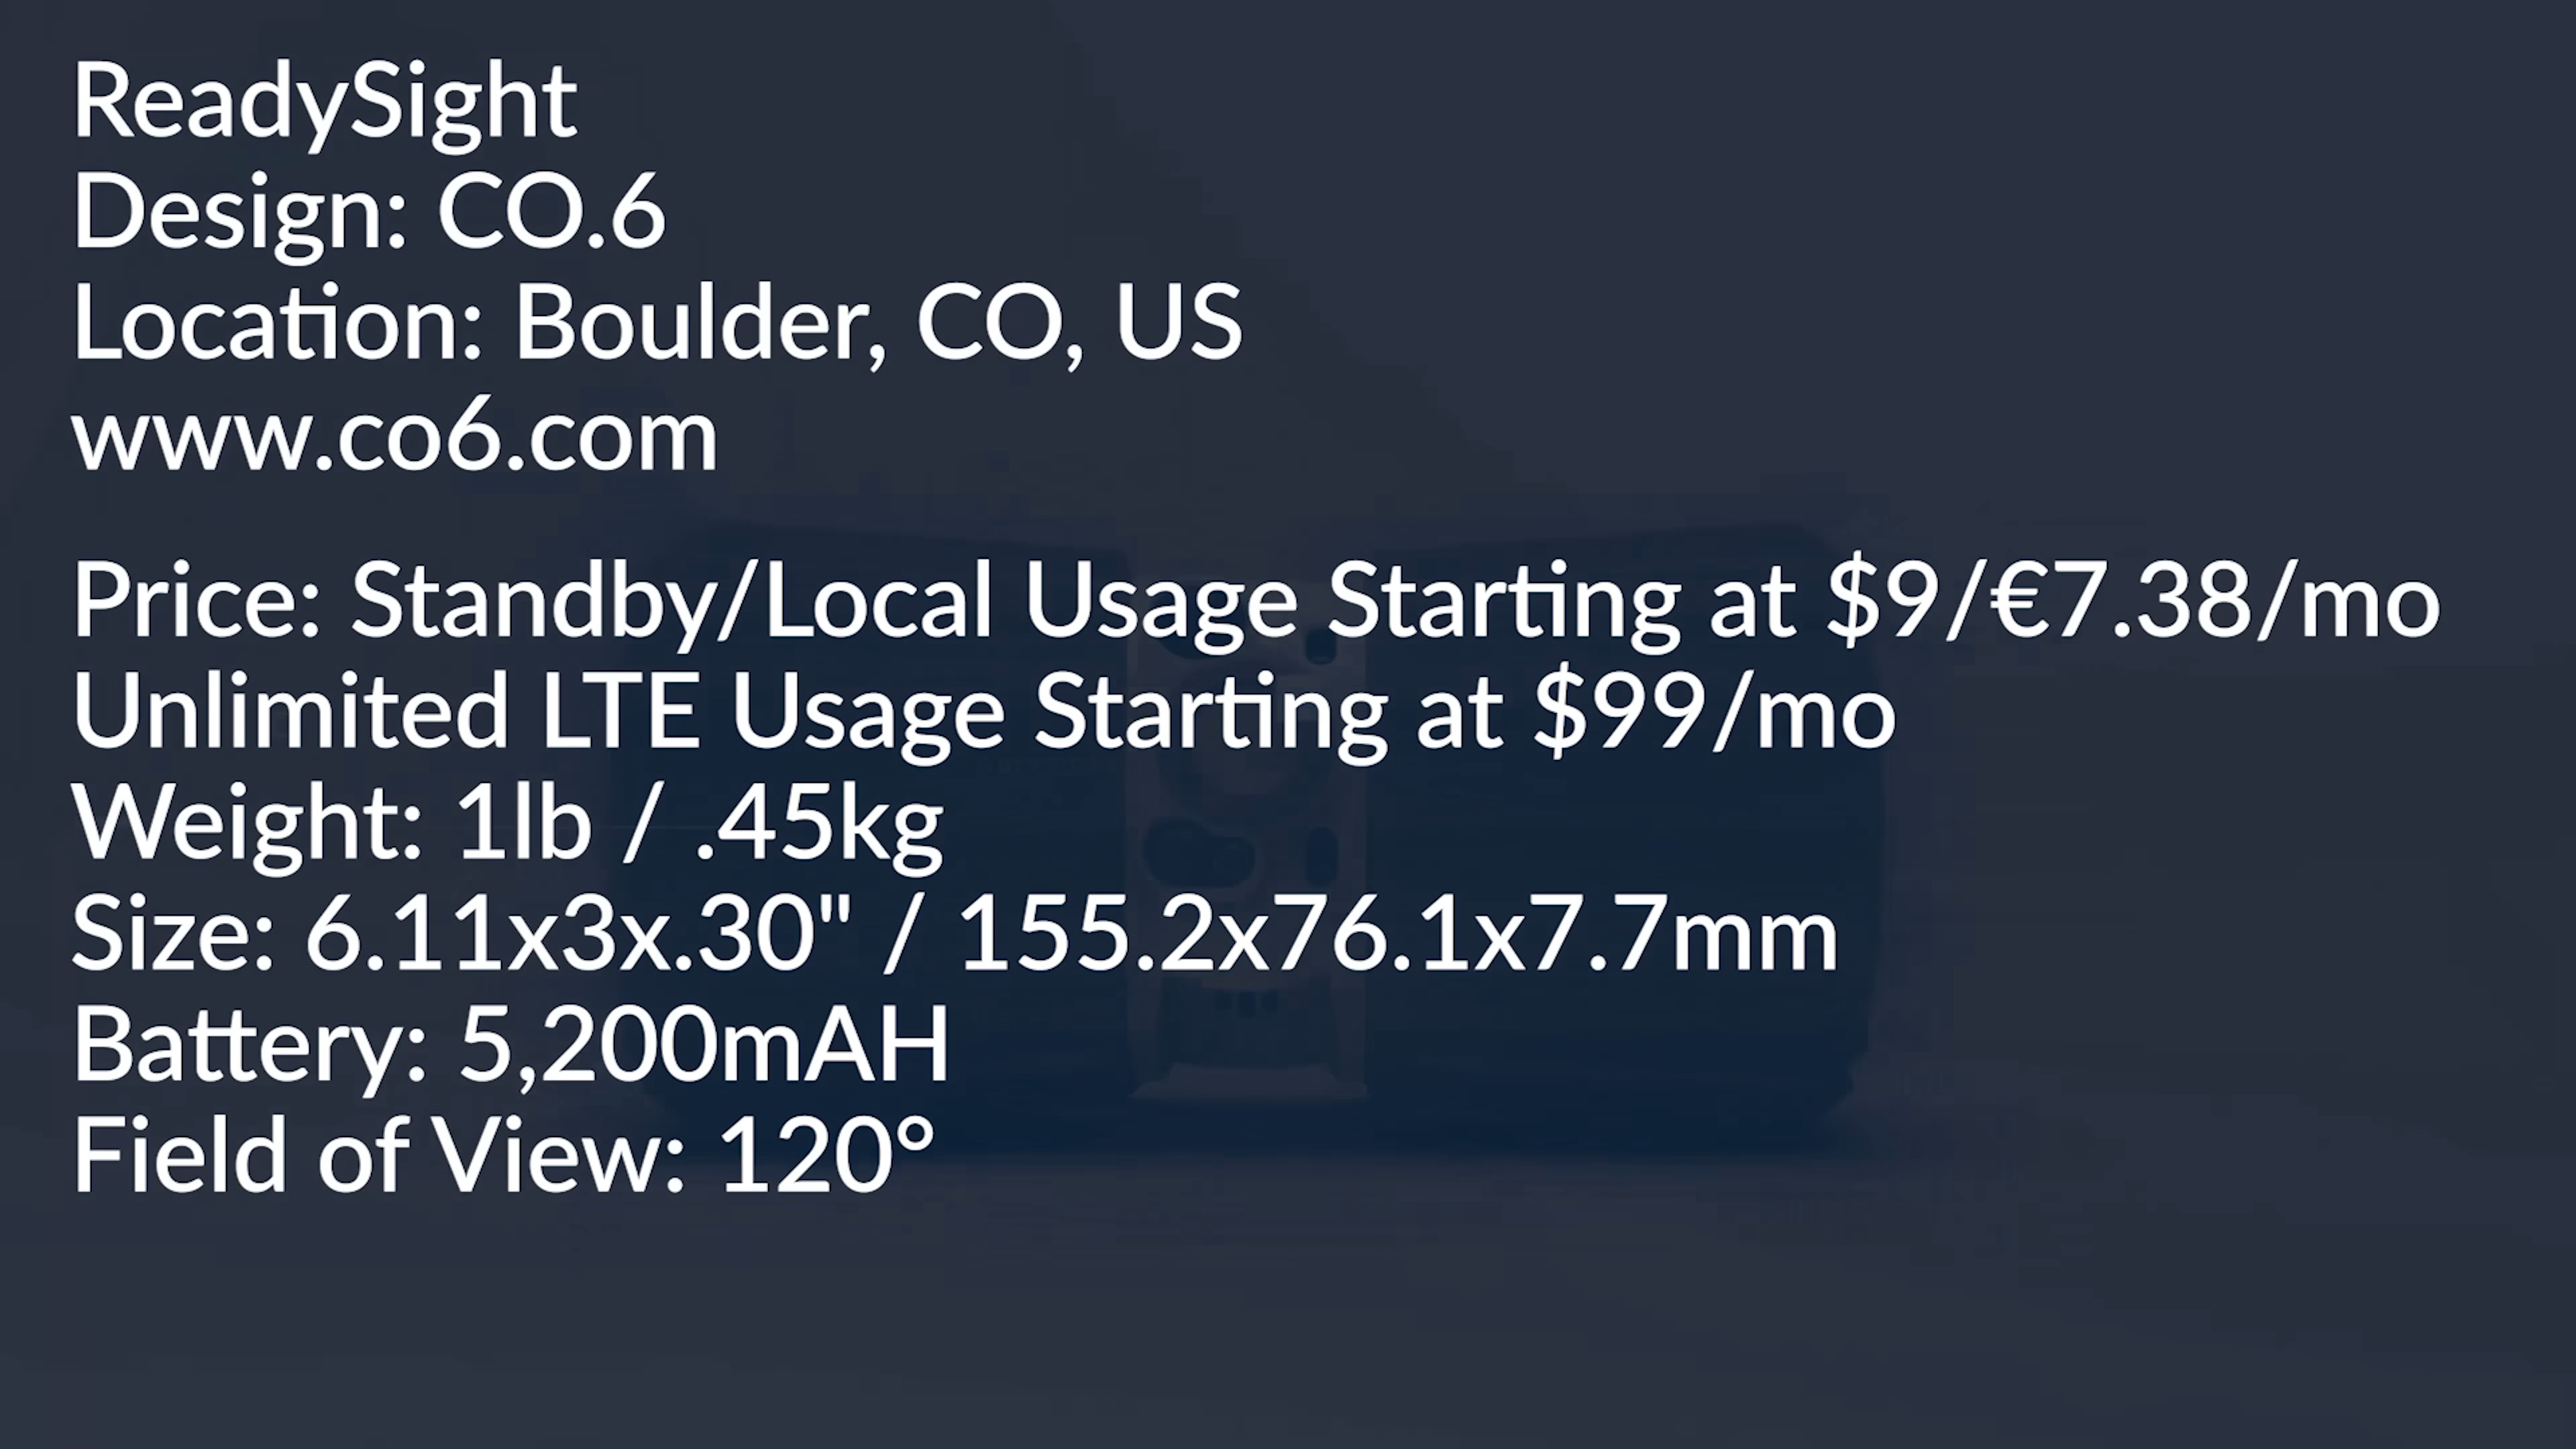 ReadySight
Design: CO.6
Location: Boulder, CO, US
www.co6.com
Price: Standby/Local Usage Starting at $9/€7.38/mo
Unlimited LTE Usage Starting at $99/mo
Weight: 1lb / .45kg
Size: 6.11x3x.30" / 155.2x76.1x7.7mm
Battery: 5,200mAH
Field of View: 120°